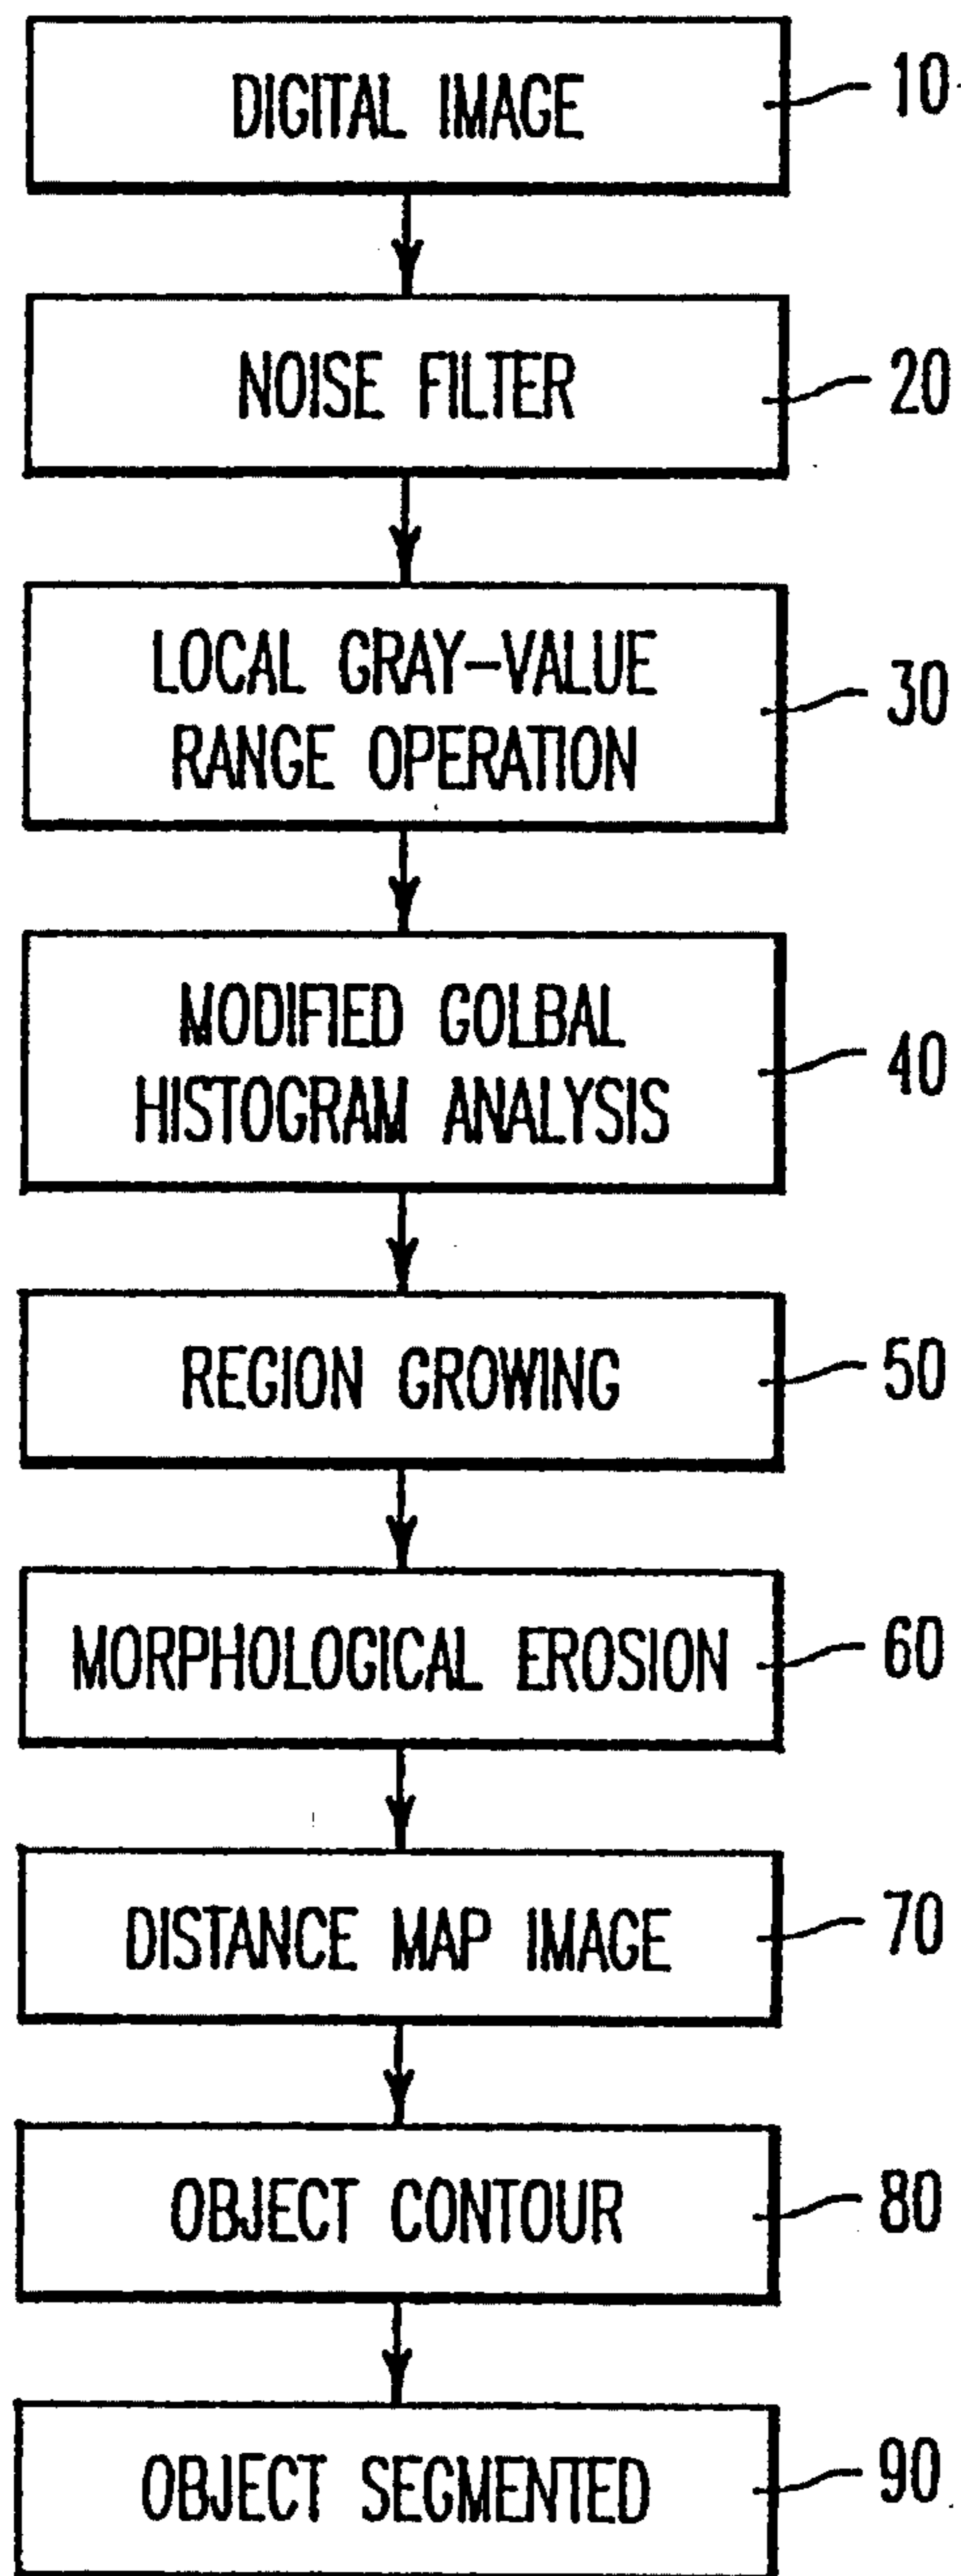 DIGITAL IMAGE
10
NOISE FILTER
20
LOCAL GRAY-VALUE
RANGE OPERATION
30
MODIFIED GOLBAL
HISTOGRAM ANALYSIS
40
REGION GROWING
50
MORPHOLOGICAL EROSION
60
DISTANCE MAP IMAGE
70
OBJECT CONTOUR
80
OBJECT SEGMENTED
90